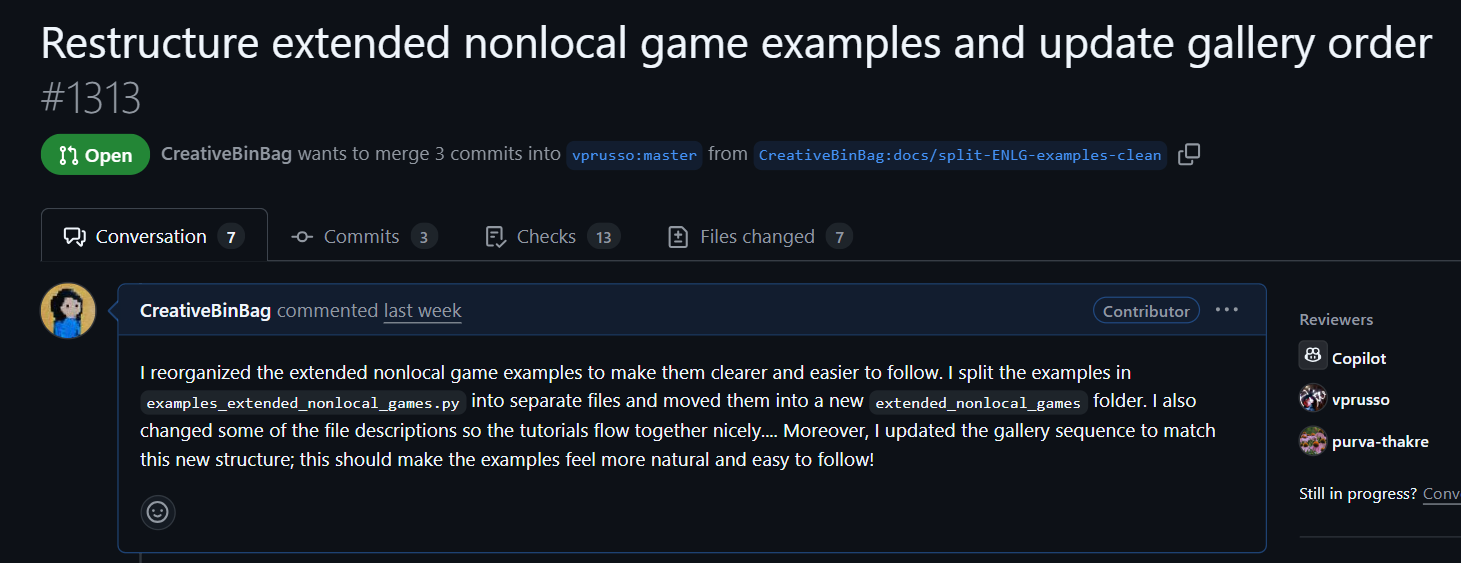 Restructure extended nonlocal game examples and update gallery order
#1313
Open CreativeBinBag wants to merge 3 commits into vprusso:master from CreativeBinBag:docs/split-ENLG-examples-clean
Conversation 7 Commits 3 Checks 13 Files changed 7
CreativeBinBag commented last week Contributor
I reorganized the extended nonlocal game examples to make them clearer and easier to follow. I split the examples in
examples_extended_nonlocal_games.py into separate files and moved them into a new extended_nonlocal_games folder. I also
changed some of the file descriptions so the tutorials flow together nicely.... Moreover, I updated the gallery sequence to match
this new structure; this should make the examples feel more natural and easy to follow!
Reviewers
Copilot
vprusso
purva-thakre
Still in progress? Conv